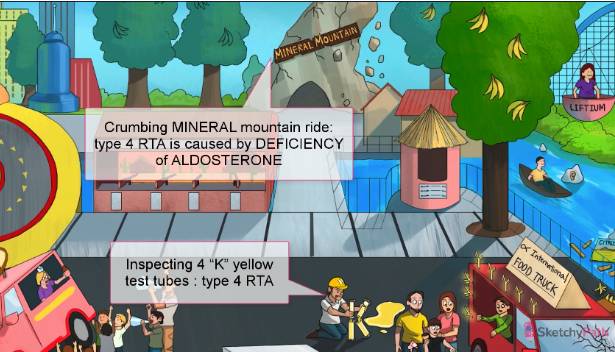 MINERAL MOUNTAIN
LIFTIUM
Crumbing MINERAL mountain ride:
type 4 RTA is caused by DEFICIENCY
of ALDOSTERONE
Inspecting 4 “K” yellow
test tubes : type 4 RTA
International
FOOD TRUCK
Sketchy